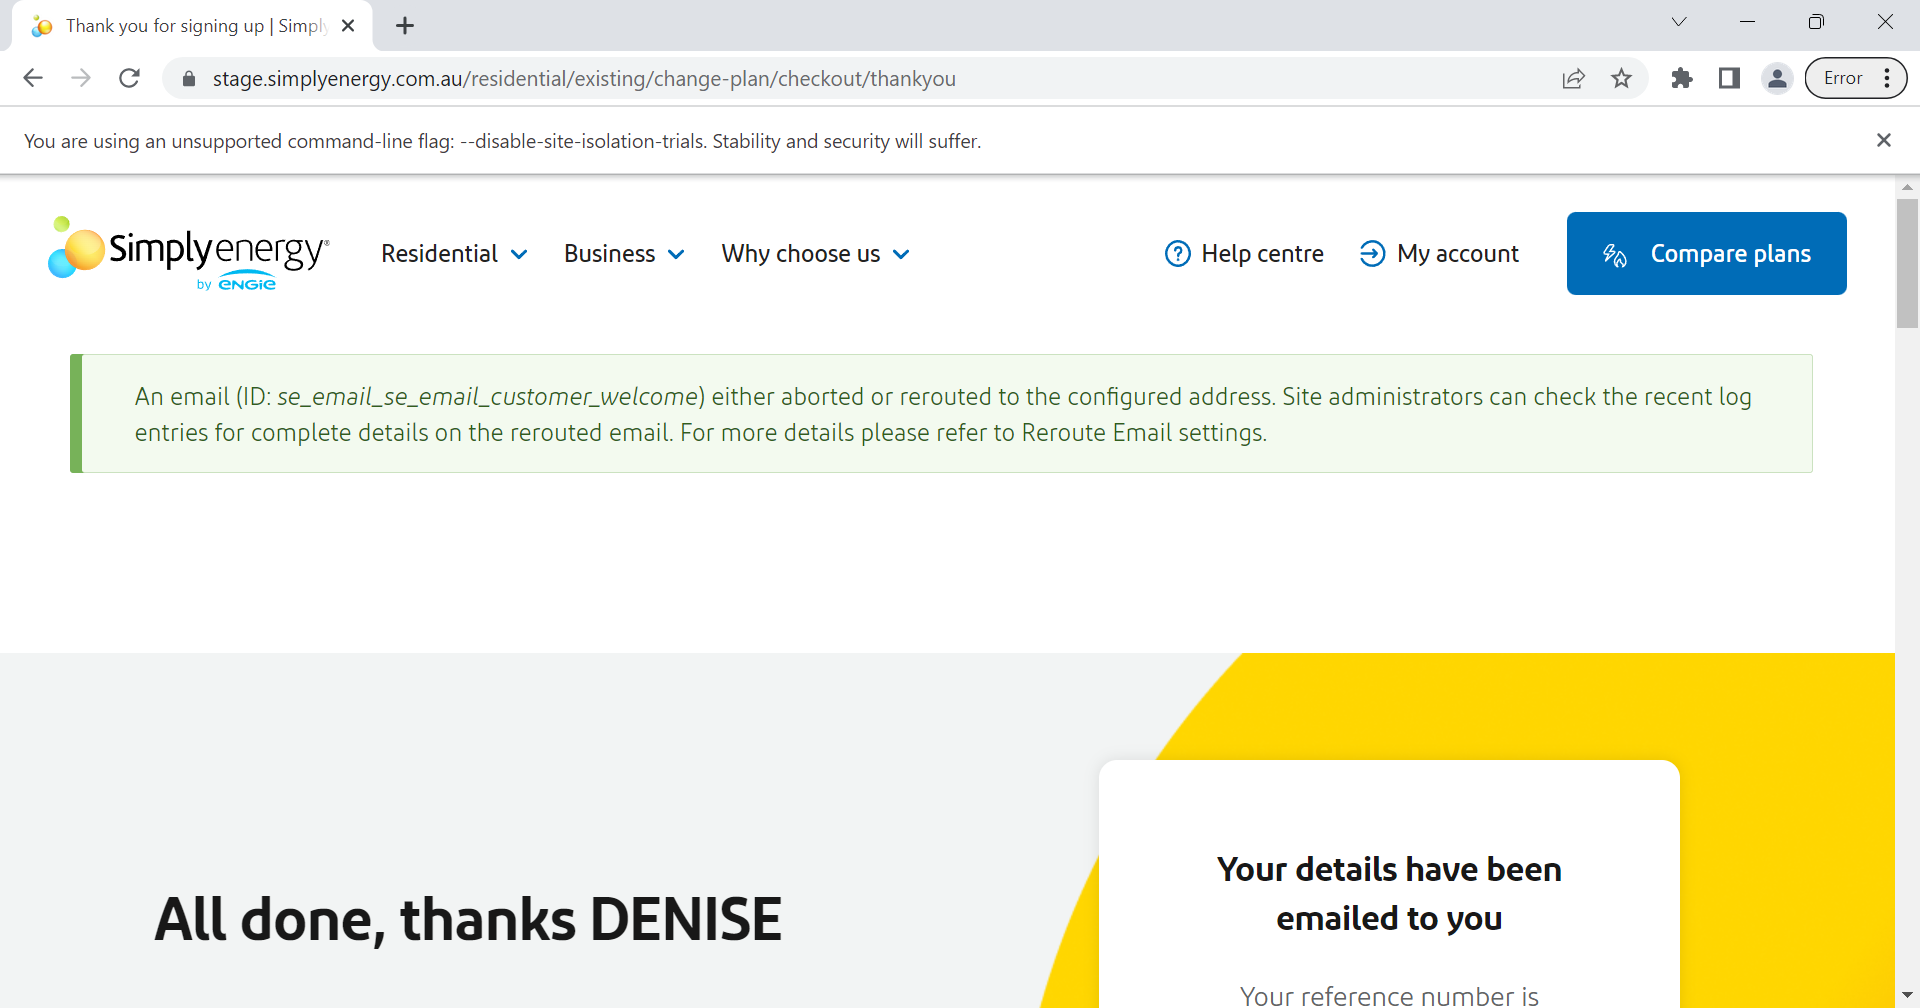 Thank you for signing up | Simply
stage.simplyenergy.com.au/residential/existing/change-plan/checkout/thankyou
Error
You are using an unsupported command-line flag: --disable-site-isolation-trials. Stability and security will suffer.
Simplyenergy®
by ENGIE
Residential
Business
Why choose us
Help centre
My account
Compare plans
An email (ID: se_email_se_email_customer_welcome) either aborted or rerouted to the configured address. Site administrators can check the recent log
entries for complete details on the rerouted email. For more details please refer to Reroute Email settings.
All done, thanks DENISE
Your details have been
emailed to you
Your reference number is